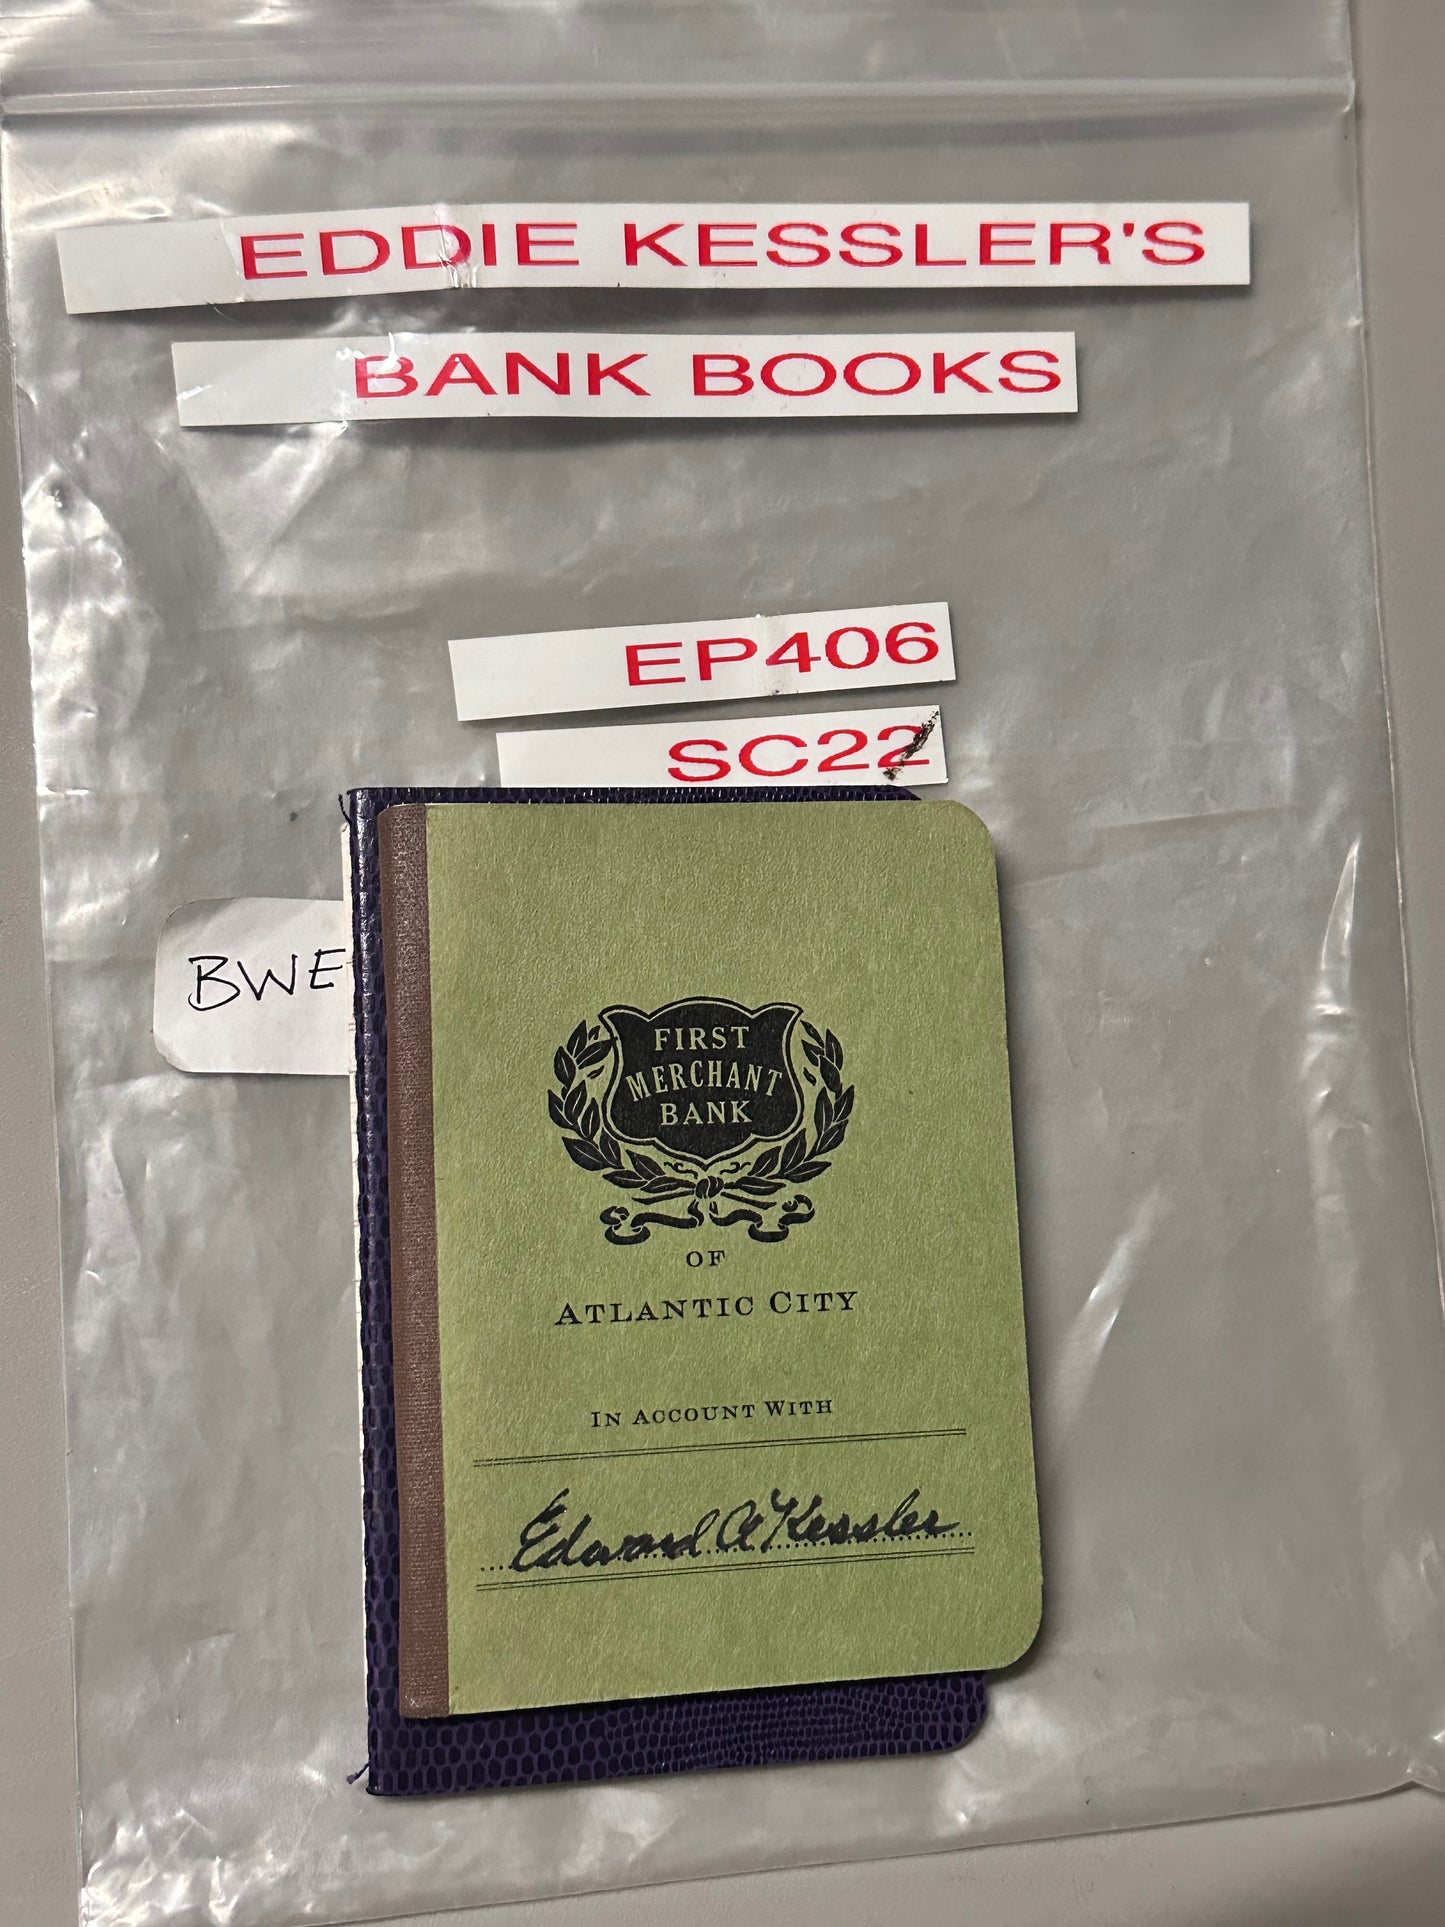 EDDIE KESSLER'S
BANK BOOKS
EP406
SC22
BWE
FIRST
MERCHANT
BANK
OF
ATLANTIC CITY
IN ACCOUNT WITH
Edward A Kessler